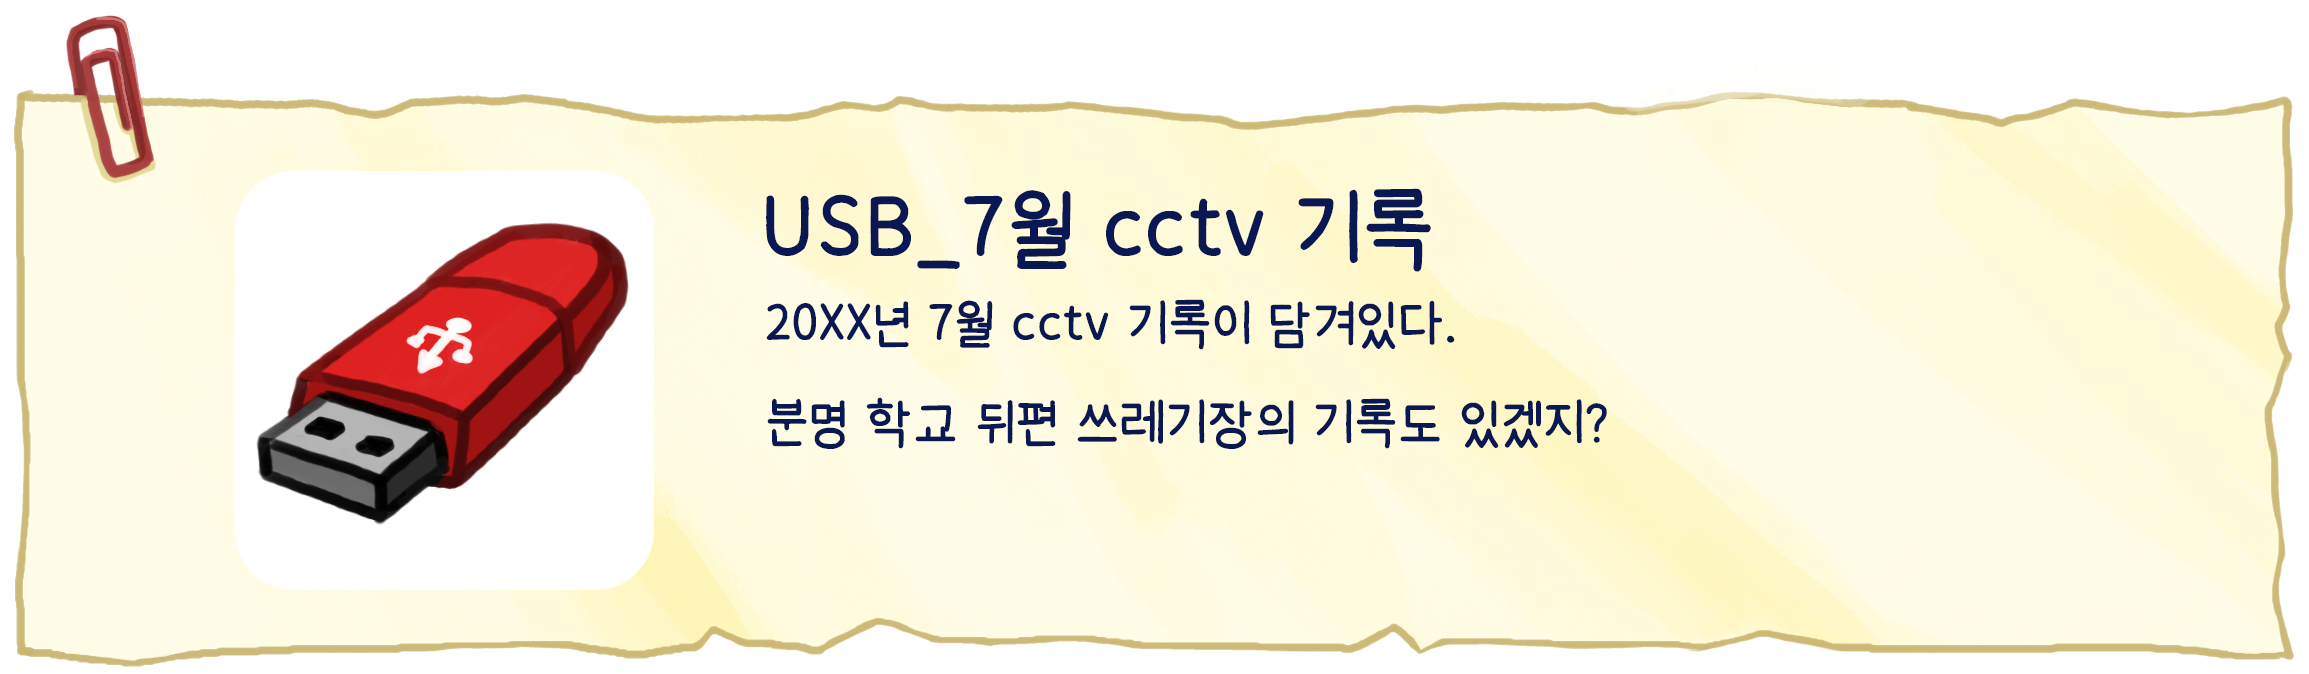 USB_7월 cctv 기록
20XX년 7월 cctv 기록이 담겨있다.
분명 학교 뒤편 쓰레기장의 기록도 있겠지?